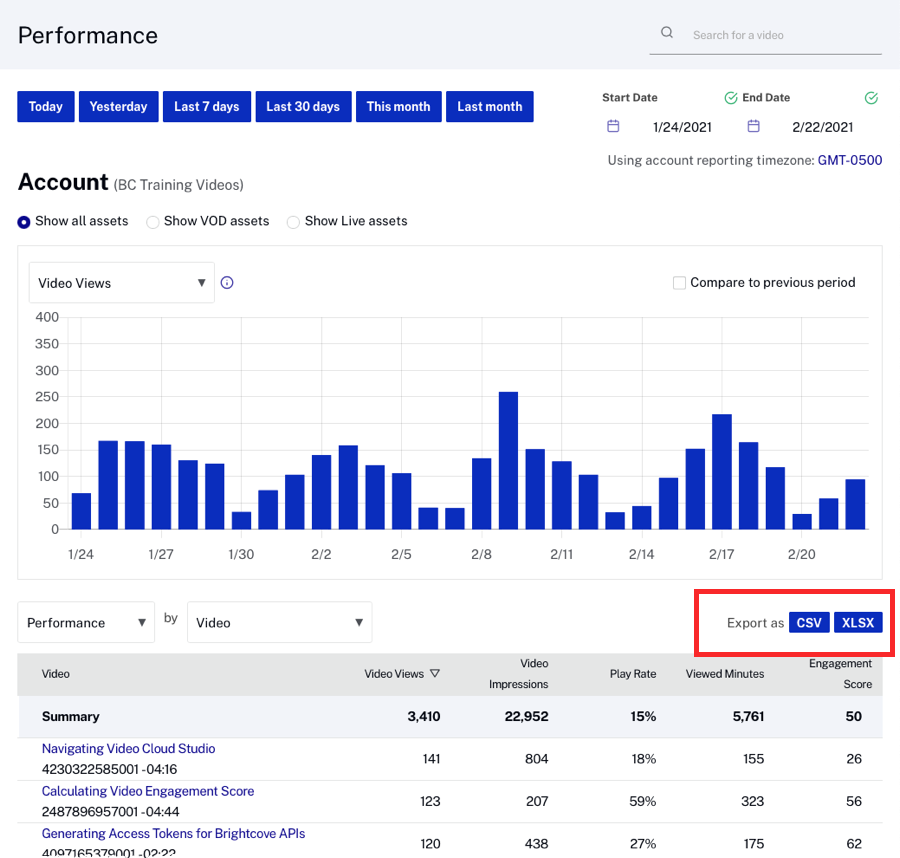 Performance
Search for a video
Today Yesterday Last 7 days Last 30 days This month Last month
Start Date End Date
1/24/2021 2/22/2021
Using account reporting timezone: GMT-0500
Account (BC Training Videos)
Show all assets Show VOD assets Show Live assets
Video Views Compare to previous period
400
350
300
250
200
150
100
50
0
1/24 1/27 1/30 2/2 2/5 2/8 2/11 2/14 2/17 2/20
Performance by Video Export as CSV XLSX
Video Video Views Video Impressions Play Rate Viewed Minutes Engagement Score
Summary 3,410 22,952 15% 5,761 50
Navigating Video Cloud Studio
4230322585001 - 04:16 141 804 18% 155 26
Calculating Video Engagement Score
2487896957001 - 04:44 123 207 59% 323 56
Generating Access Tokens for Brightcove APIs
4097165379001 - 02:22 120 438 27% 175 62